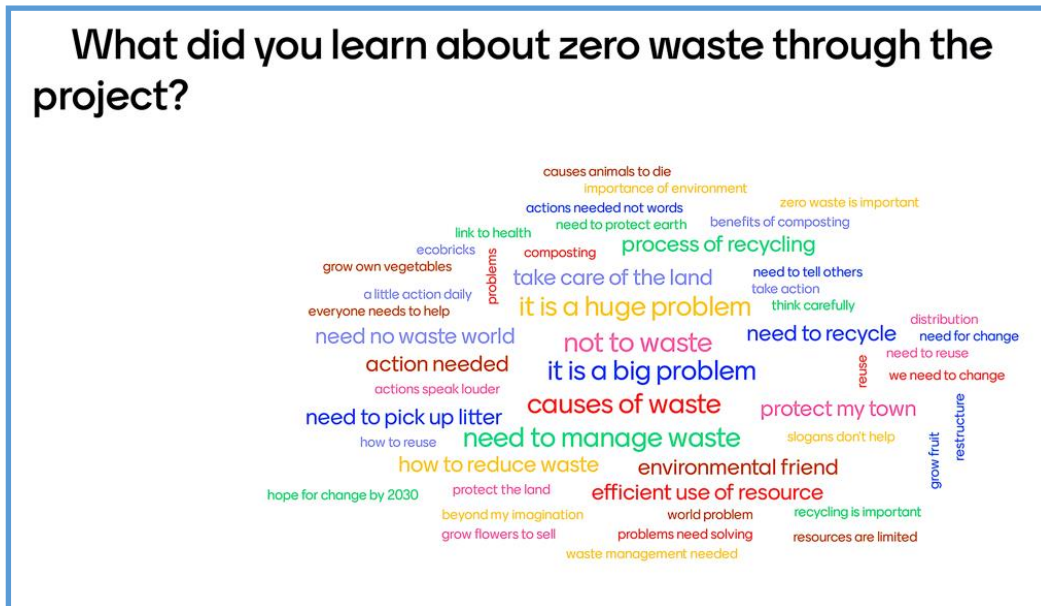 What did you learn about zero waste through the
project?
causes animals to die
importance of environment
zero waste is important
actions needed not words
benefits of composting
need to protect earth
link to health
process of recycling
ecobricks
composting
problems
grow own vegetables
take care of the land
need to tell others
take action
a little action daily
it is a huge problem
think carefully
everyone needs to help
distribution
need no waste world
not to waste
need to recycle
need for change
need to reuse
action needed
it is a big problem
reuse
we need to change
actions speak louder
causes of waste
protect my town
restructure
need to pick up litter
how to reuse
need to manage waste
slogans don't help
grow fruit
how to reduce waste
environmental friend
hope for change by 2030
protect the land
efficient use of resource
beyond my imagination
world problem
recycling is important
grow flowers to sell
problems need solving
resources are limited
waste management needed